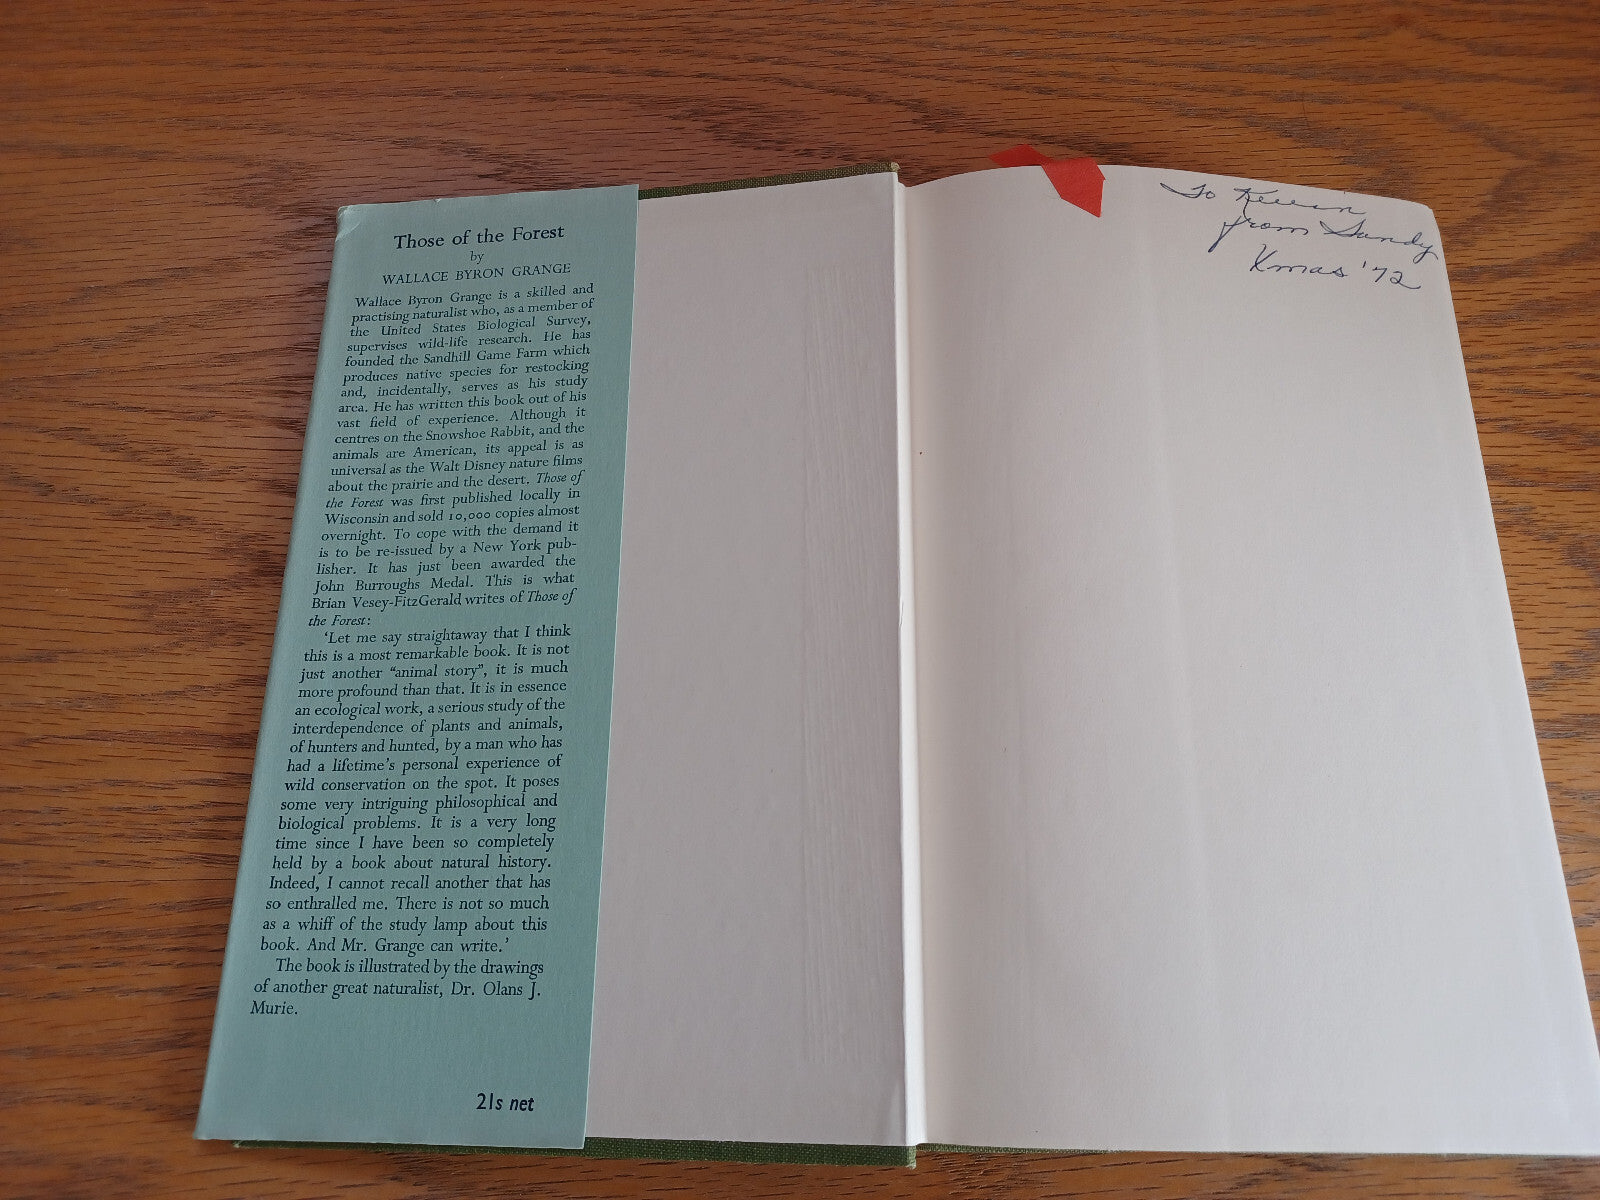 Those of the Forest
by
WALLACE BYRON GRANGE
Wallace Byron Grange is a skilled and
practising naturalist who, as a member of
the United States Biological Survey,
supervises wild-life research. He has
founded the Sandhill Game Farm which
produces native species for restocking
and, incidentally, serves as his study
area. He has written this book out of his
vast field of experience. Although it
centres on the Snowshoe Rabbit, and the
animals are American, its appeal is as
universal as the Walt Disney nature films
about the prairie and the desert. Those of
the Forest was first published locally in
Wisconsin and sold 10,000 copies almost
overnight. To cope with the demand it
is to be re-issued by a New York pub-
lisher. It has just been awarded the
John Burroughs Medal. This is what
Brian Vesey-FitzGerald writes of Those of
the Forest:
'Let me say straightaway that I think
this is a most remarkable book. It is not
just another "animal story", it is much
more profound than that. It is in essence
an ecological work, a serious study of the
interdependence of plants and animals,
of hunters and hunted, by a man who has
had a lifetime's personal experience of
wild conservation on the spot. It poses
some very intriguing philosophical and
biological problems. It is a very long
time since I have been so completely
held by a book about natural history.
Indeed, I cannot recall another that has
so enthralled me. There is not so much
as a whiff of the study lamp about this
book. And Mr. Grange can write.'
The book is illustrated by the drawings
of another great naturalist, Dr. Olans J.
Murie.
21s net
To
from Sandy
Xmas '72